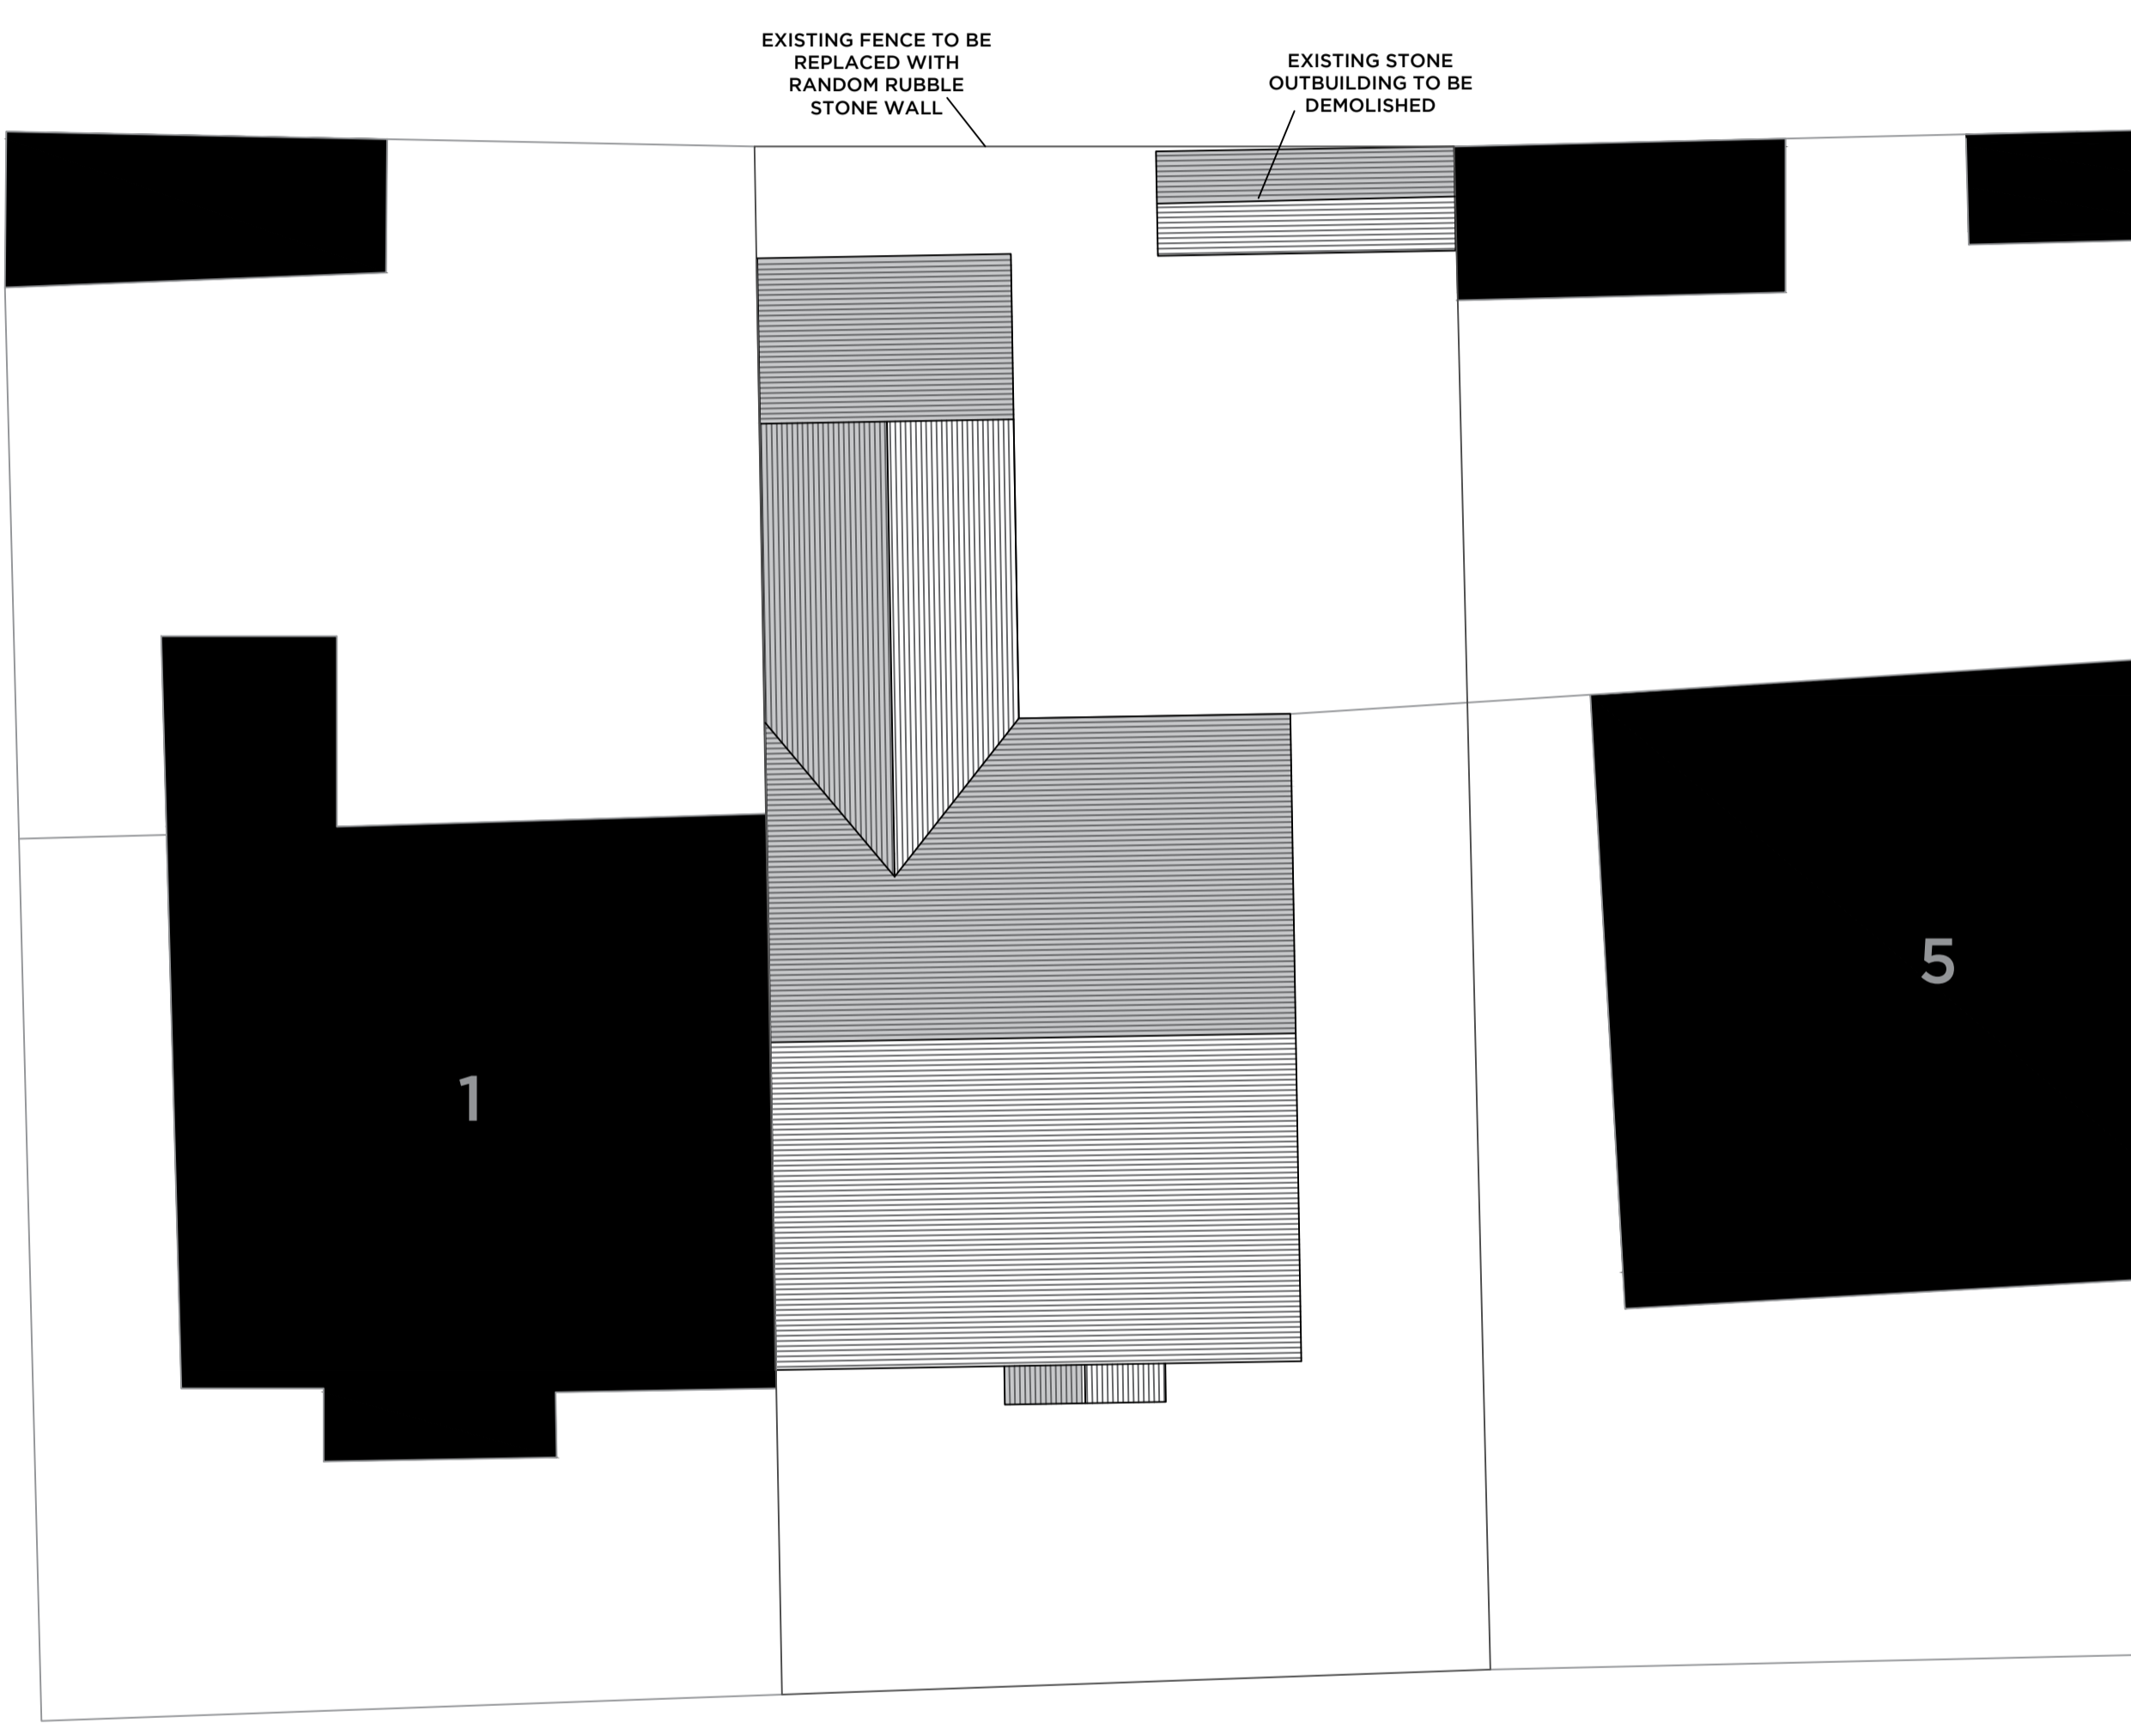 EXISTING FENCE TO BE
REPLACED WITH
RANDOM RUBBLE
STONE WALL
EXISTING STONE
OUTBUILDING TO BE
DEMOLISHED
5
1